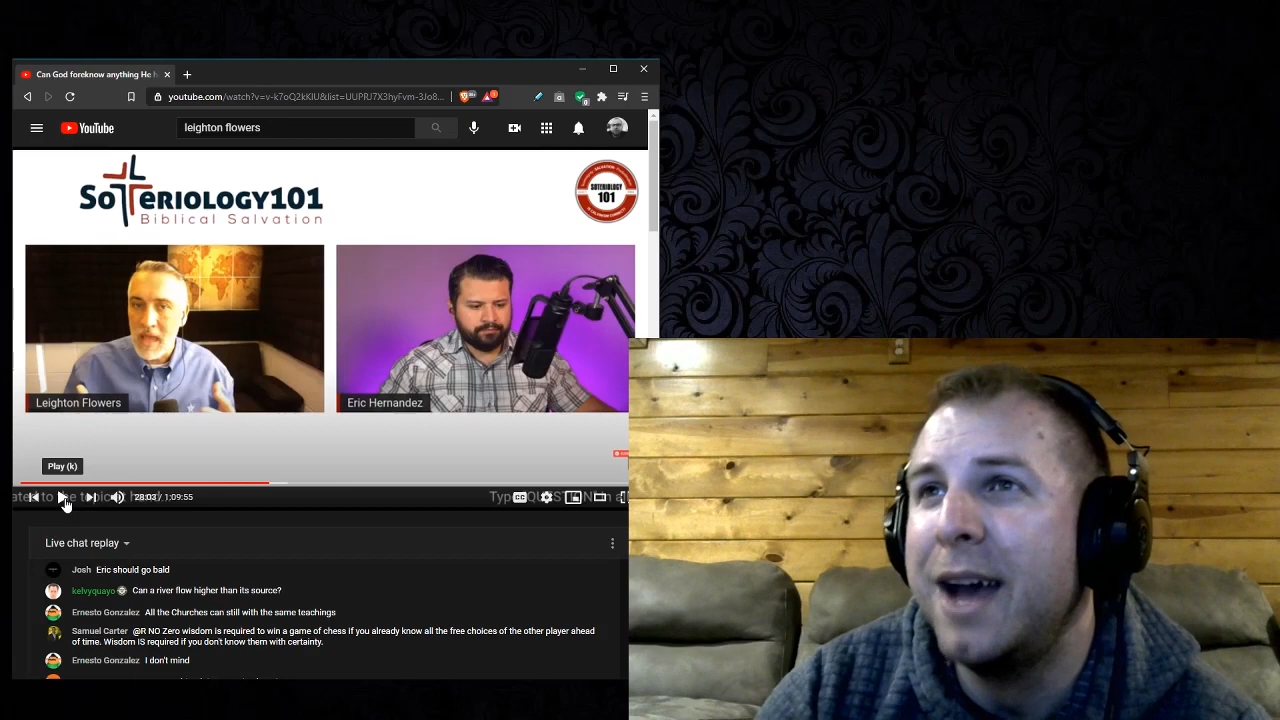 Can God foreknow anything He h
youtube.com/watch?v=v-k7oQ2kKlU&list=UUPRJ7X3hyFvm-3Jo8...
YouTube
leighton flowers
SOTERIOLOGY101
Biblical Salvation
SOTERIOLOGY
101
Leighton Flowers
Eric Hernandez
Play (k)
28:03 / 1:09:55
Live chat replay
Josh Eric should go bald
kelvyquayo Can a river flow higher than its source?
Ernesto Gonzalez All the Churches can still with the same teachings
Samuel Carter @R NO Zero wisdom is required to win a game of chess if you already know all the free choices of the other player ahead
of time. Wisdom IS required if you don't know them with certainty.
Ernesto Gonzalez I don't mind